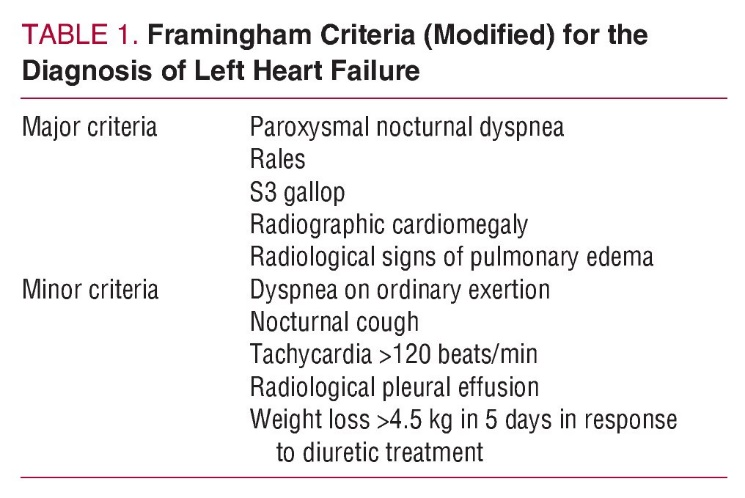 TABLE 1. Framingham Criteria (Modified) for the
Diagnosis of Left Heart Failure
Major criteria Paroxysmal nocturnal dyspnea
Rales
S3 gallop
Radiographic cardiomegaly
Radiological signs of pulmonary edema
Minor criteria Dyspnea on ordinary exertion
Nocturnal cough
Tachycardia >120 beats/min
Radiological pleural effusion
Weight loss >4.5 kg in 5 days in response
to diuretic treatment